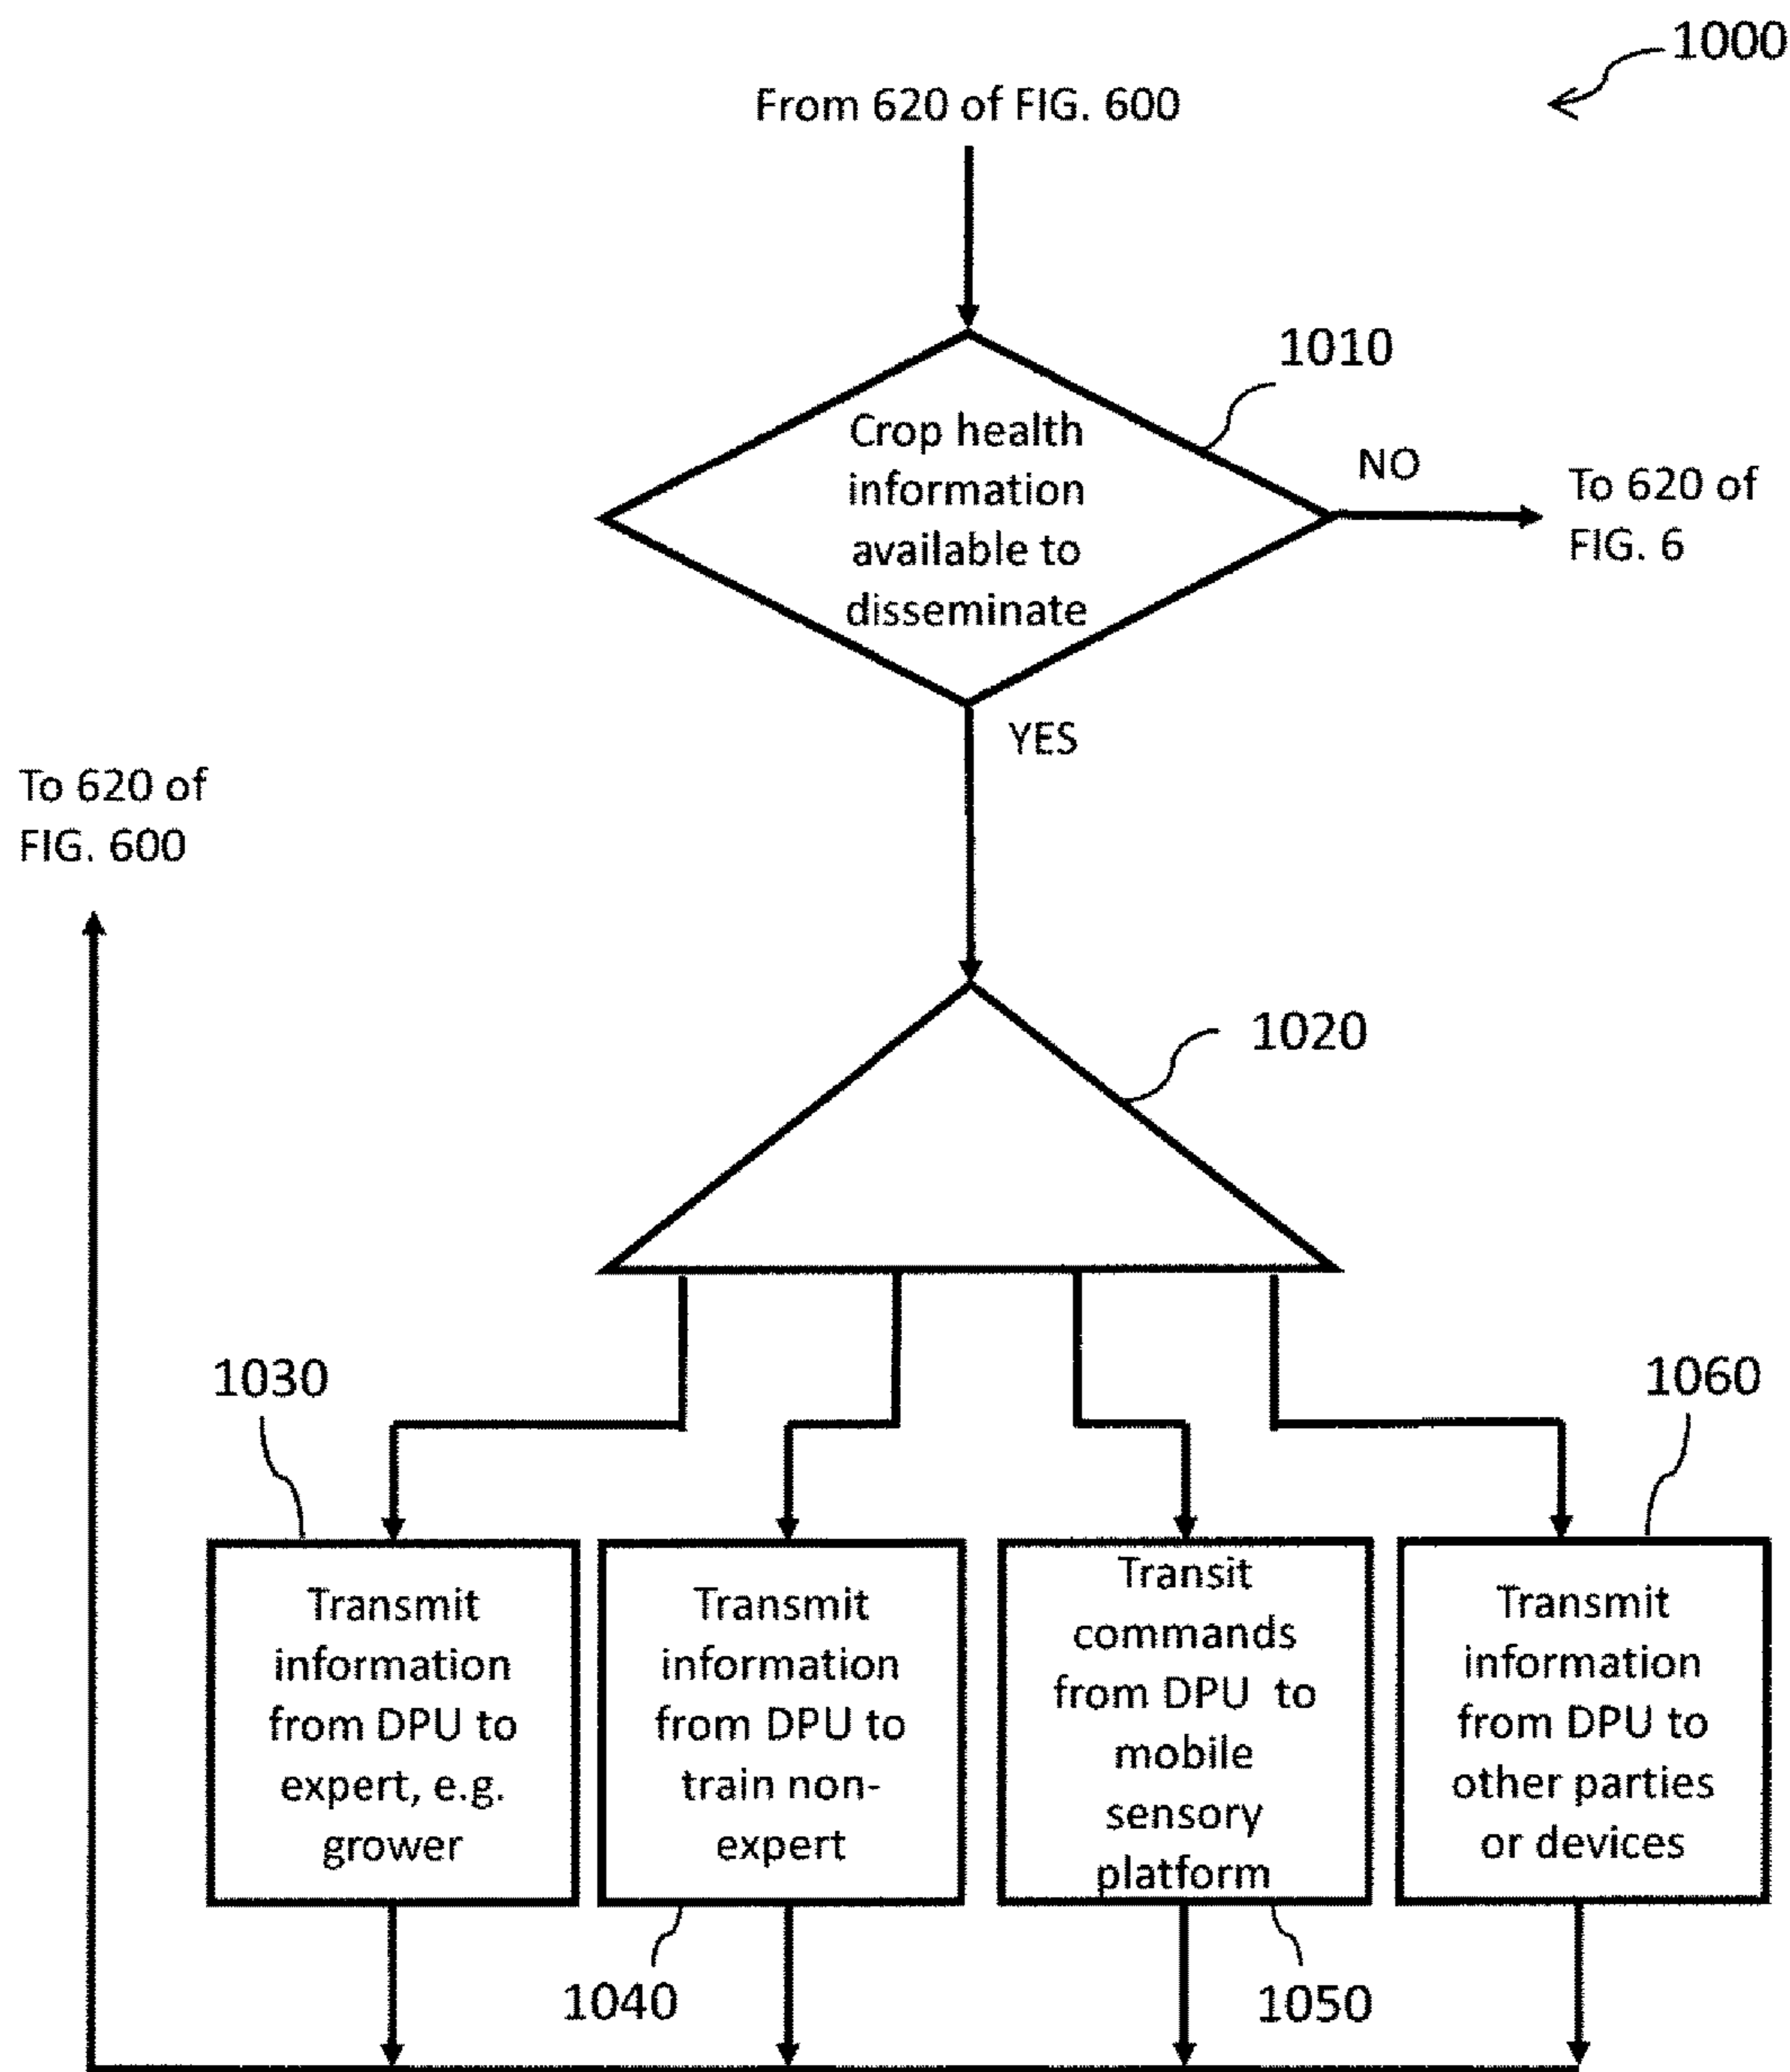 1000
From 620 of FIG. 600
1010
Crop health
information
available to
disseminate
NO
To 620 of
FIG. 6
YES
To 620 of
FIG. 600
1020
1030
1060
Transmit
information
from DPU to
expert, e.g.
grower
Transmit
information
from DPU to
train non-
expert
Transit
commands
from DPU to
mobile
sensory
platform
Transmit
information
from DPU to
other parties
or devices
1040
1050